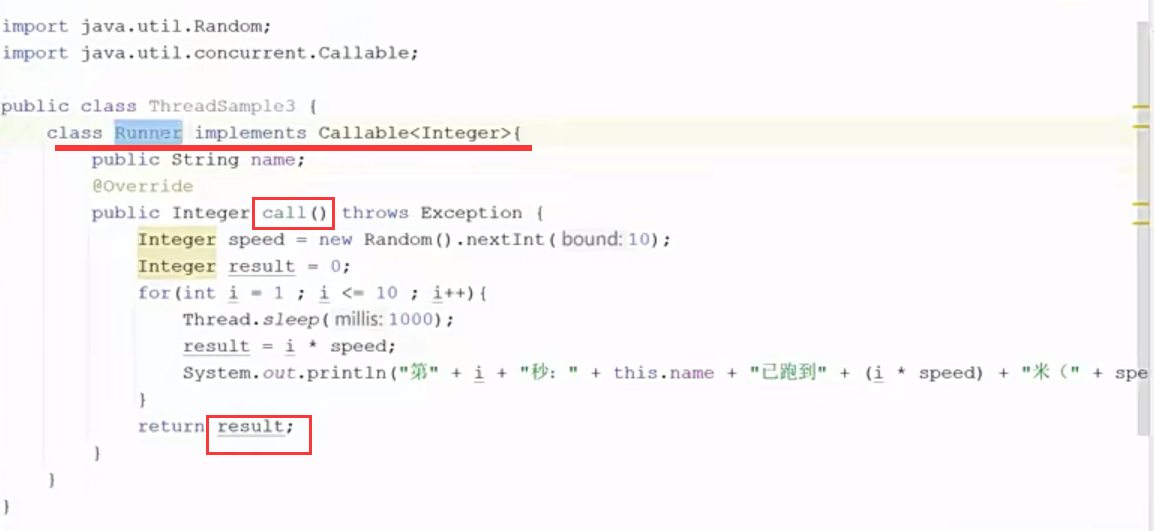 import java.util.Random;
import java.util.concurrent.Callable;
public class ThreadSample3 {
class Runner implements Callable<Integer>{
public String name;
@Override
public Integer call() throws Exception {
Integer speed = new Random().nextInt( bound: 10);
Integer result = 0;
for(int i = 1 ; i <= 10 ; i++){
Thread.sleep( millis: 1000);
result = i * speed;
System.out.println("第" + i + "秒：" + this.name + "已跑到" + (i * speed) + "米（" + spe
}
return result;
}
}
}